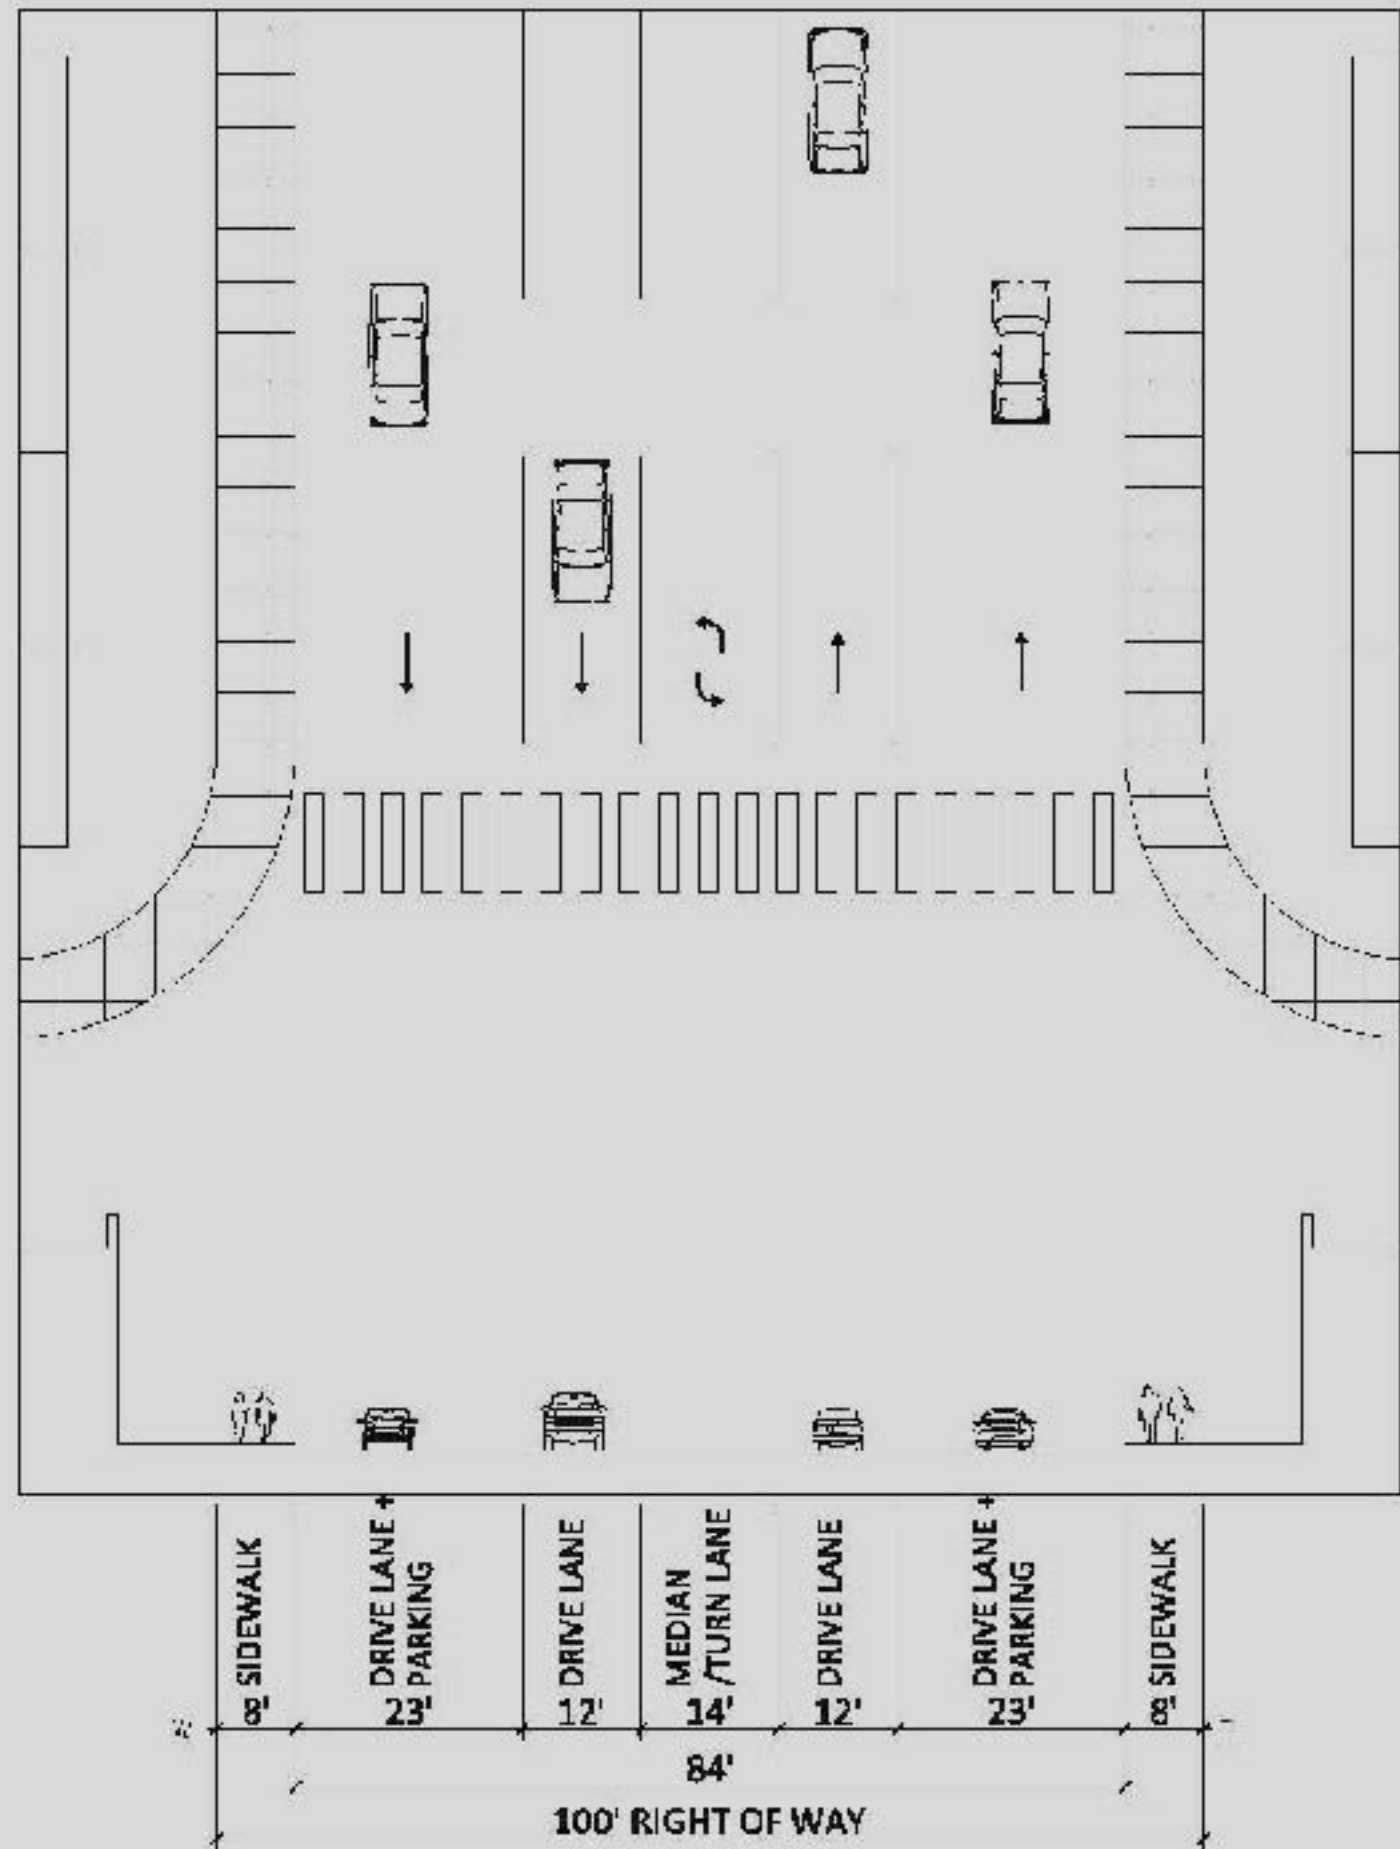 8' SIDEWALK
23' DRIVE LANE +
PARKING
12' DRIVE LANE
14' MEDIAN
/TURN LANE
12' DRIVE LANE
23' DRIVE LANE +
PARKING
8' SIDEWALK
84'
100' RIGHT OF WAY